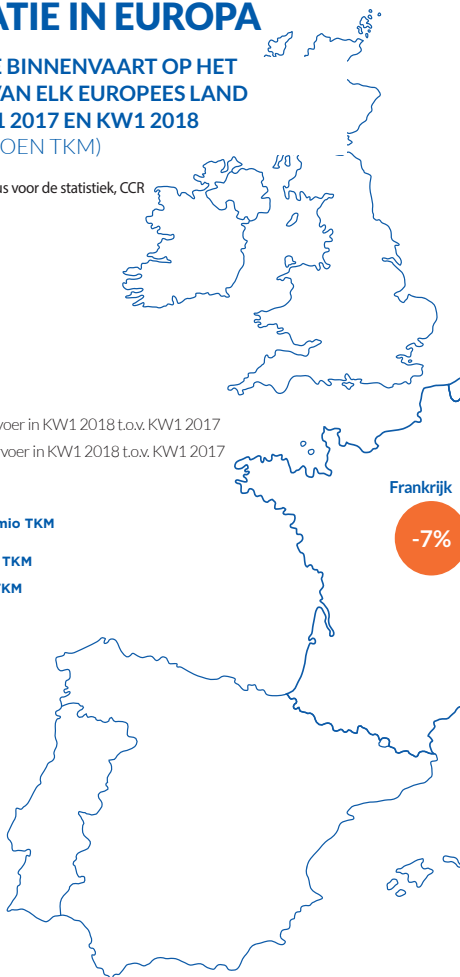 ATIE IN EUROPA
E BINNENVAART OP HET
VAN ELK EUROPEES LAND
1 2017 EN KW1 2018
OEN TKM)
us voor de statistiek, CCR
voer in KW1 2018 t.o.v. KW1 2017
rvoer in KW1 2018 t.o.v. KW1 2017
Frankrijk
-7%
mio TKM
TKM
TKM